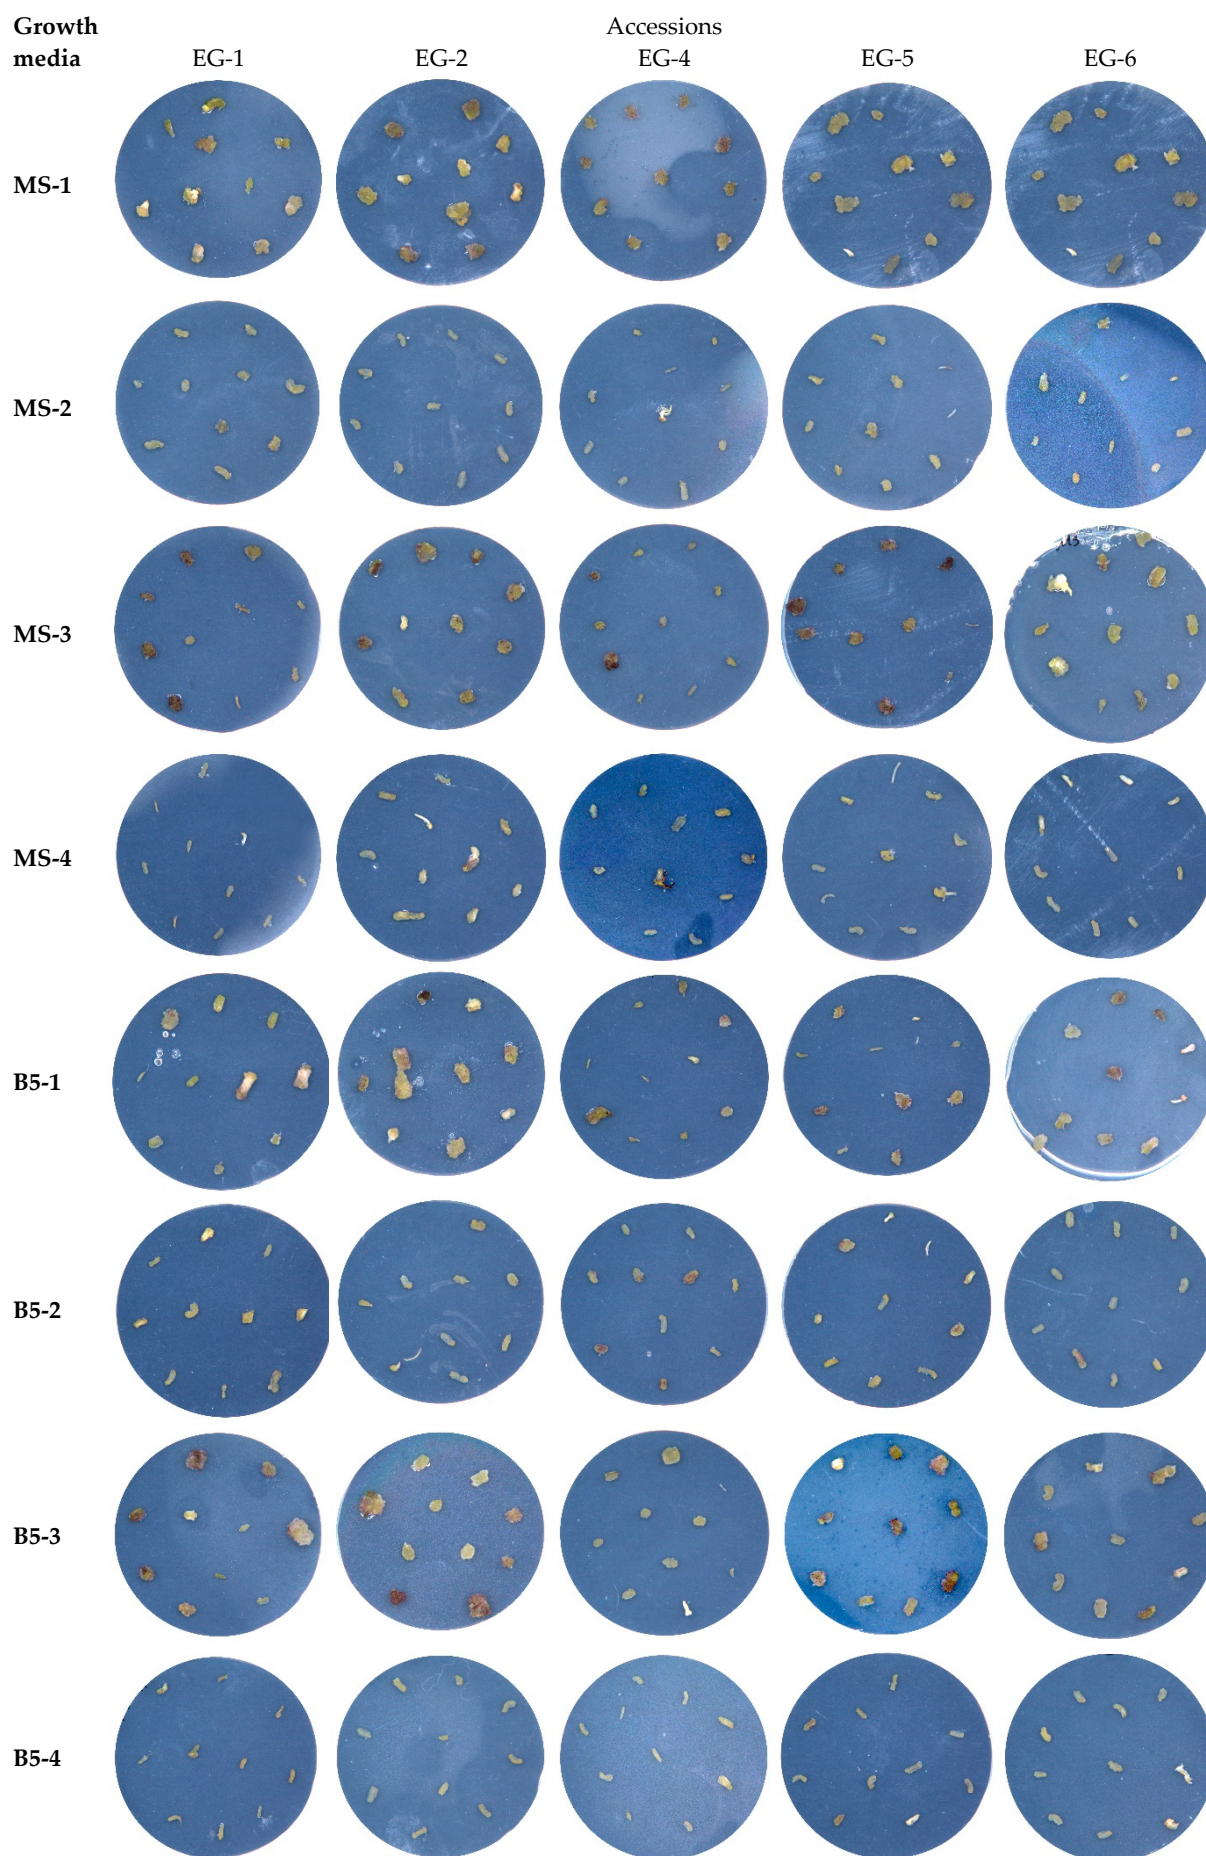 Growth Accessions
media EG-1 EG-2 EG-4 EG-5 EG-6
MS-1
MS-2
MS-3
MS-4
B5-1
B5-2
B5-3
B5-4